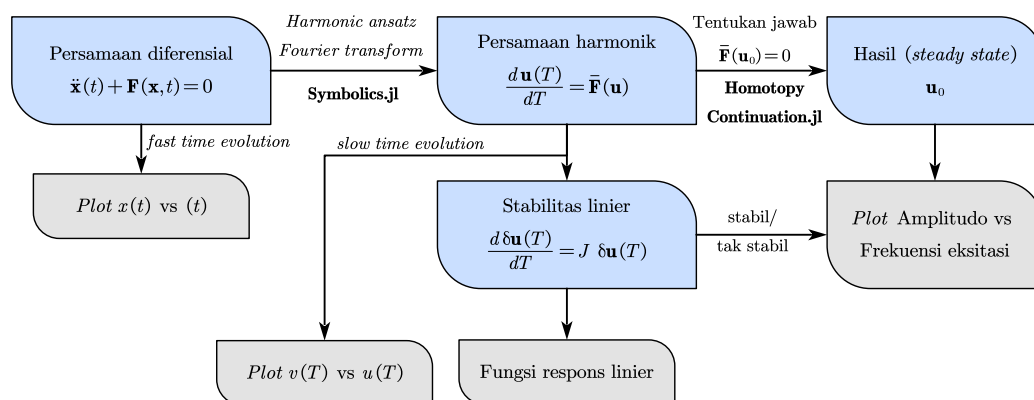 Persamaan diferensial
ẍ(t) + F(x,t) = 0
Harmonic ansatz
Fourier transform
Symbolics.jl
Persamaan harmonik
d u(T)/dT = F̄(u)
Tentukan jawab
F̄(u₀) = 0
Homotopy
Continuation.jl
Hasil (steady state)
u₀
fast time evolution
slow time evolution
Plot x(t) vs (t)
Stabilitas linier
d δu(T)/dT = J δu(T)
stabil/
tak stabil
Plot Amplitudo vs
Frekuensi eksitasi
Plot v(T) vs u(T)
Fungsi respons linier